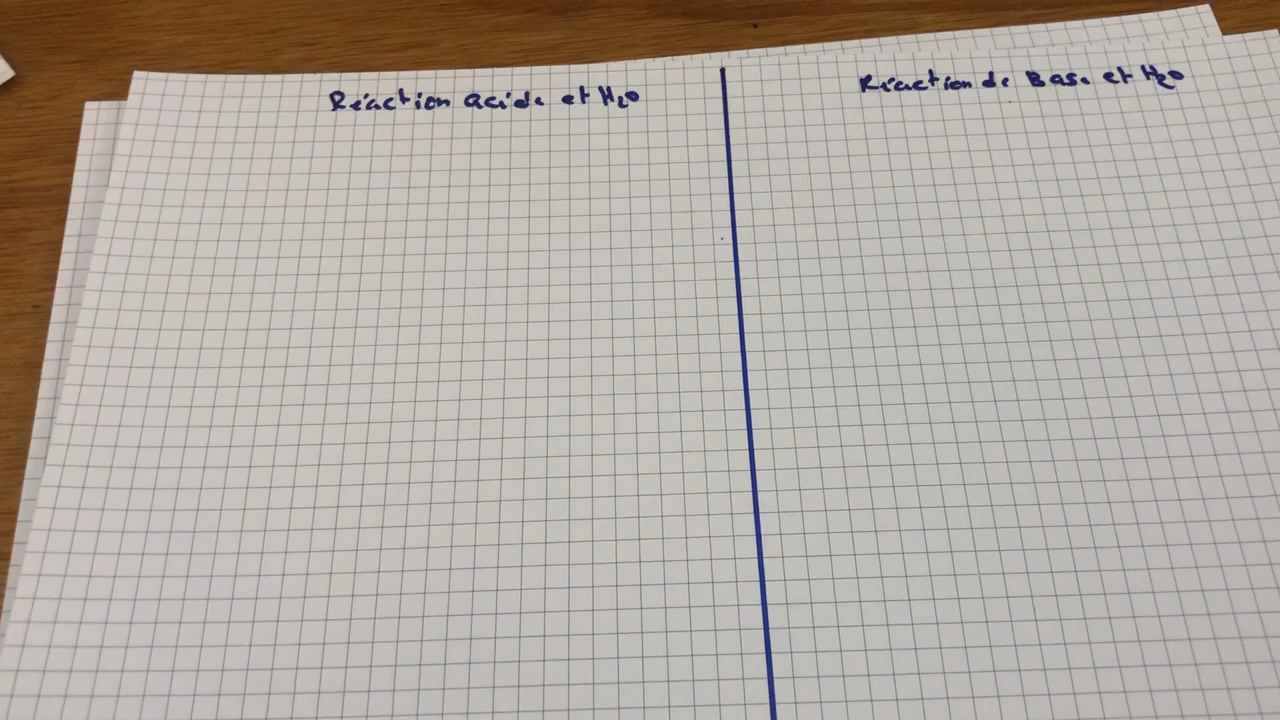 Réaction acide et H₂O
Réaction de Base et H₂O